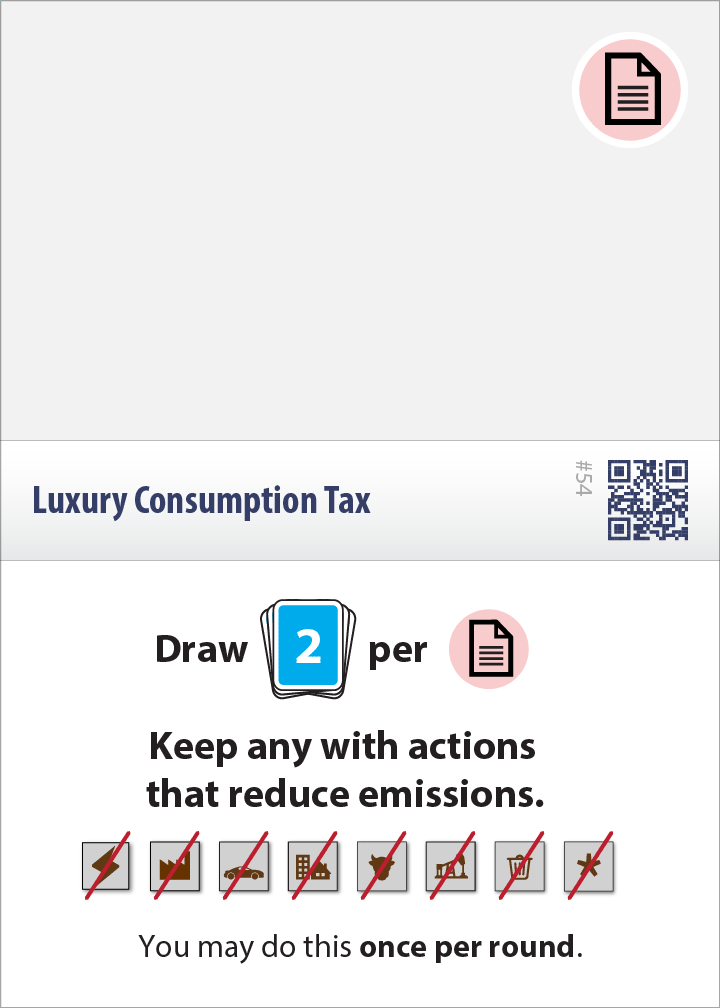 #54
Luxury Consumption Tax
Draw 2 per
Keep any with actions
that reduce emissions.
You may do this once per round.